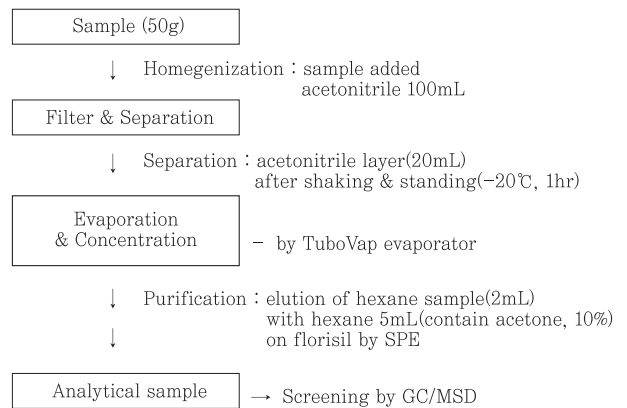 Sample (50g)
↓ Homegenization : sample added
acetonitrile 100mL
Filter & Separation
↓ Separation : acetonitrile layer(20mL)
after shaking & standing(-20℃, 1hr)
Evaporation
& Concentration
- by TuboVap evaporator
↓ Purification : elution of hexane sample(2mL)
with hexane 5mL(contain acetone, 10%)
↓ on florisil by SPE
Analytical sample → Screening by GC/MSD